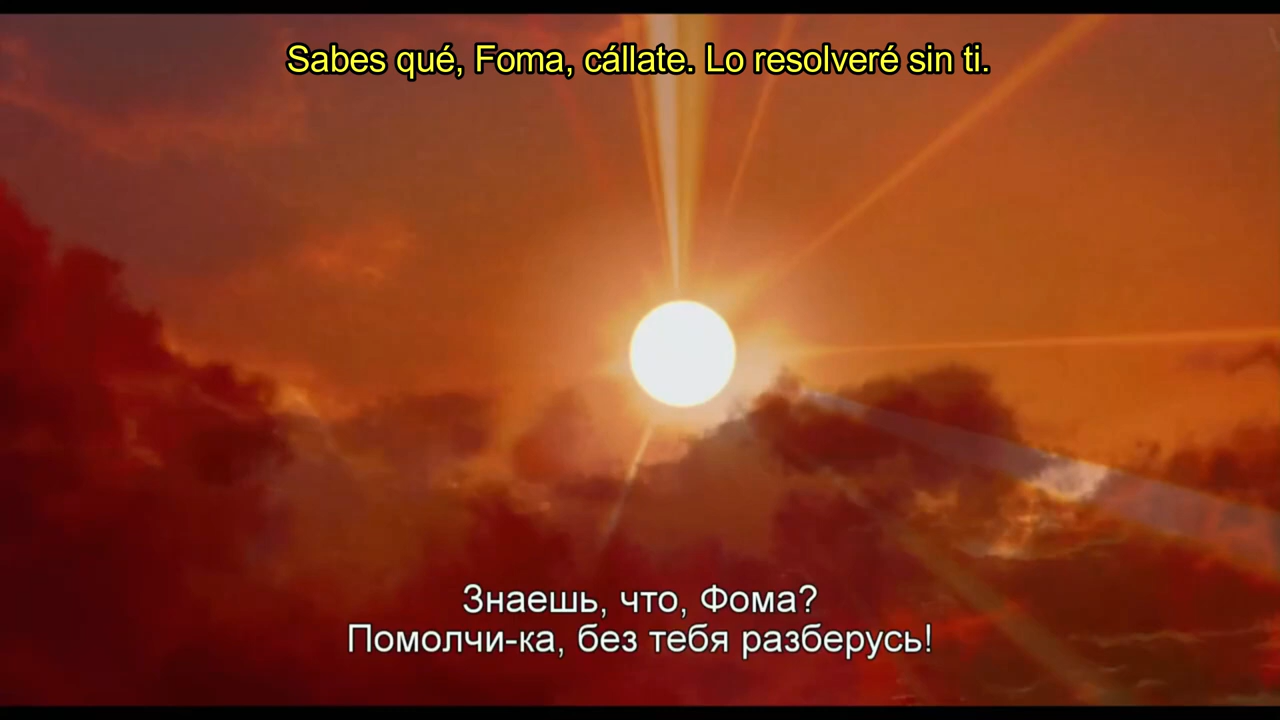 Sabes qué, Foma, cállate. Lo resolveré sin ti.
Знаешь, что, Фома?
Помолчи-ка, без тебя разберусь!